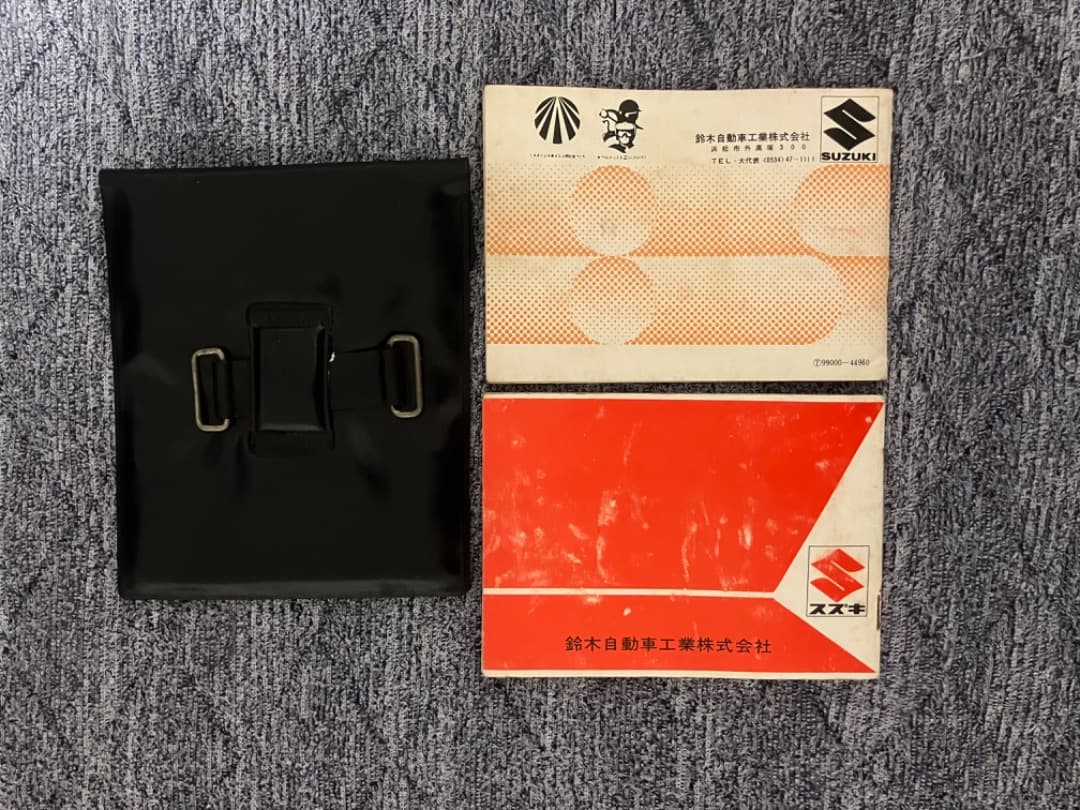 鈴木自動車工業株式会社
浜松市外高塚300
TEL・大代表 (0534) 47-1111
SUZUKI
Ⓣ99000-44960
スズキ
鈴木自動車工業株式会社